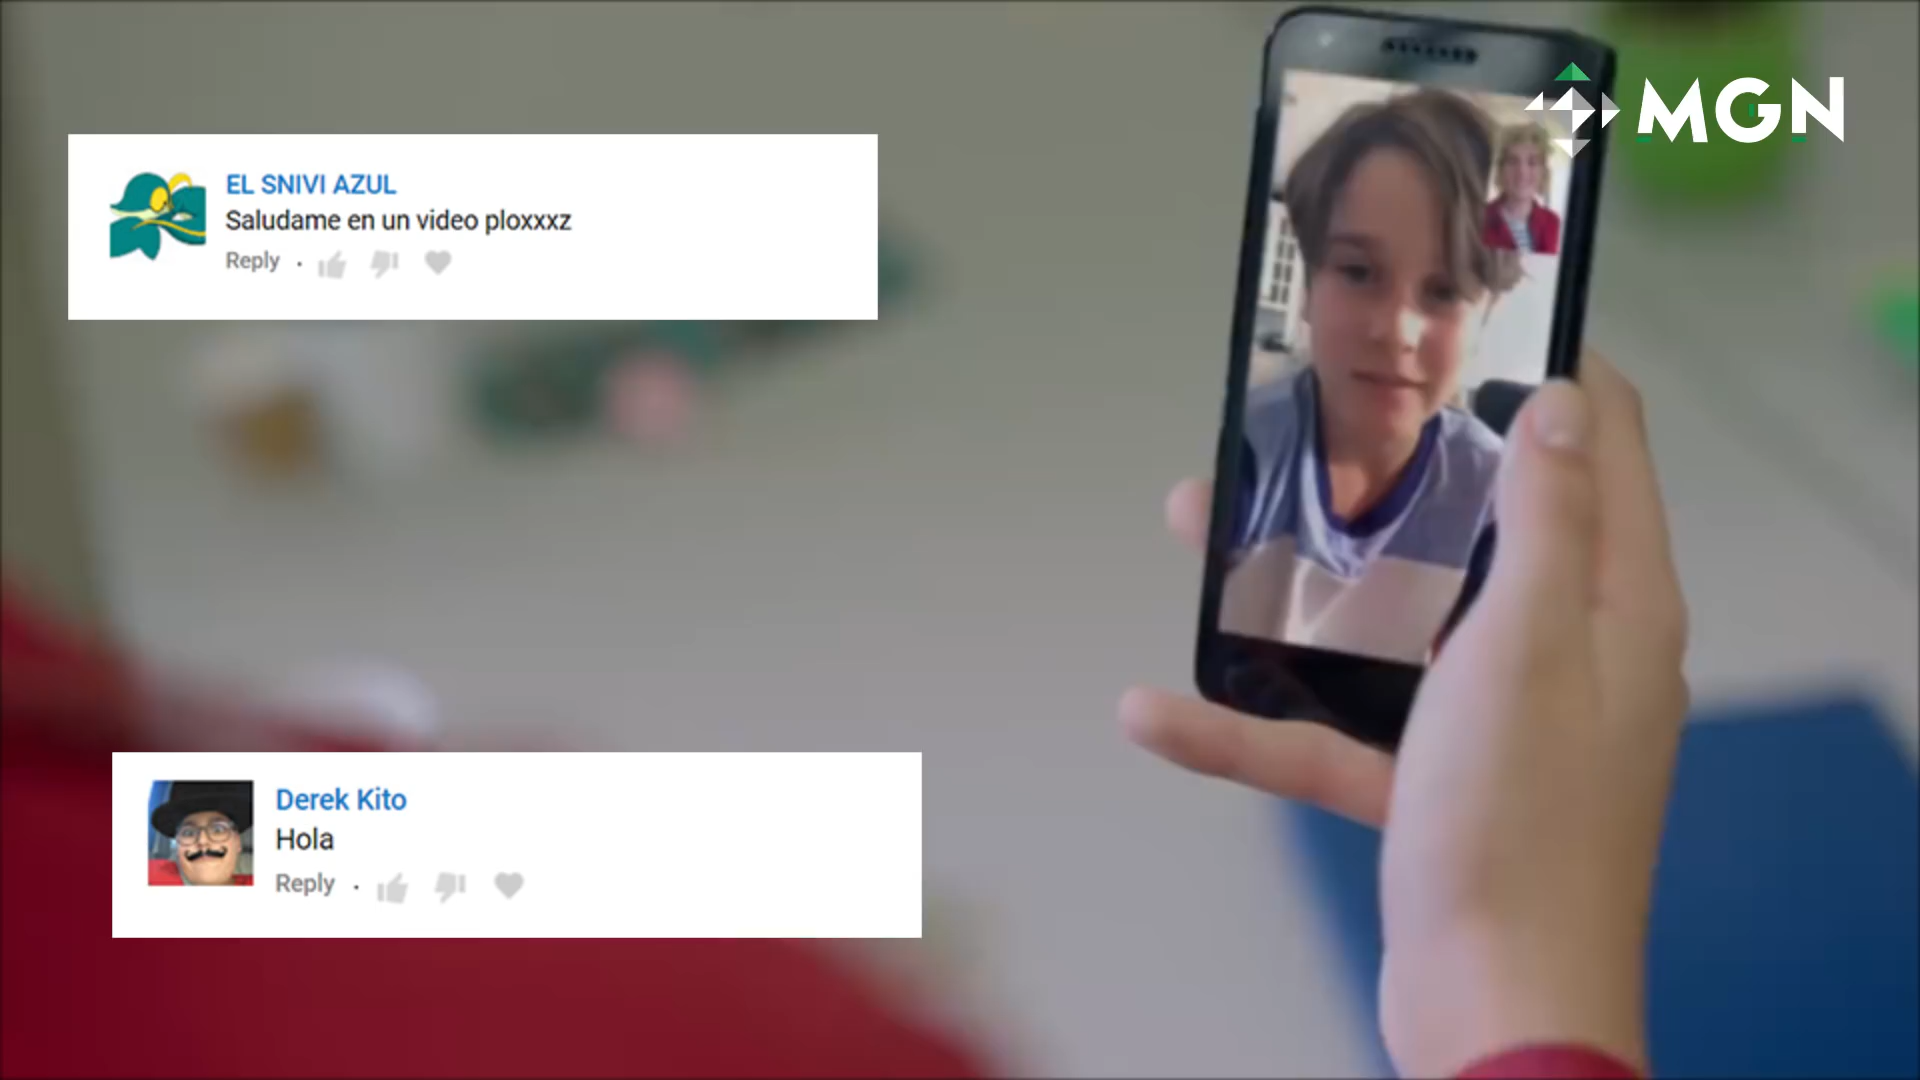 MGN
EL SNIVI AZUL
Saludame en un video ploxxxz
Reply
Derek Kito
Hola
Reply